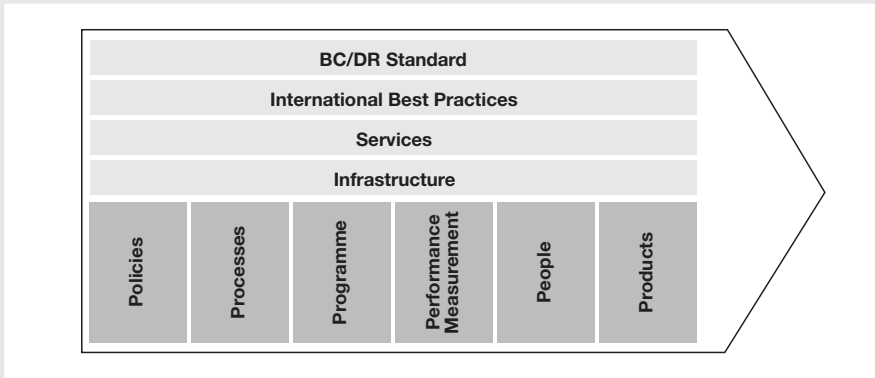 BC/DR Standard
International Best Practices
Services
Infrastructure
Policies
Processes
Programme
Performance
Measurement
People
Products